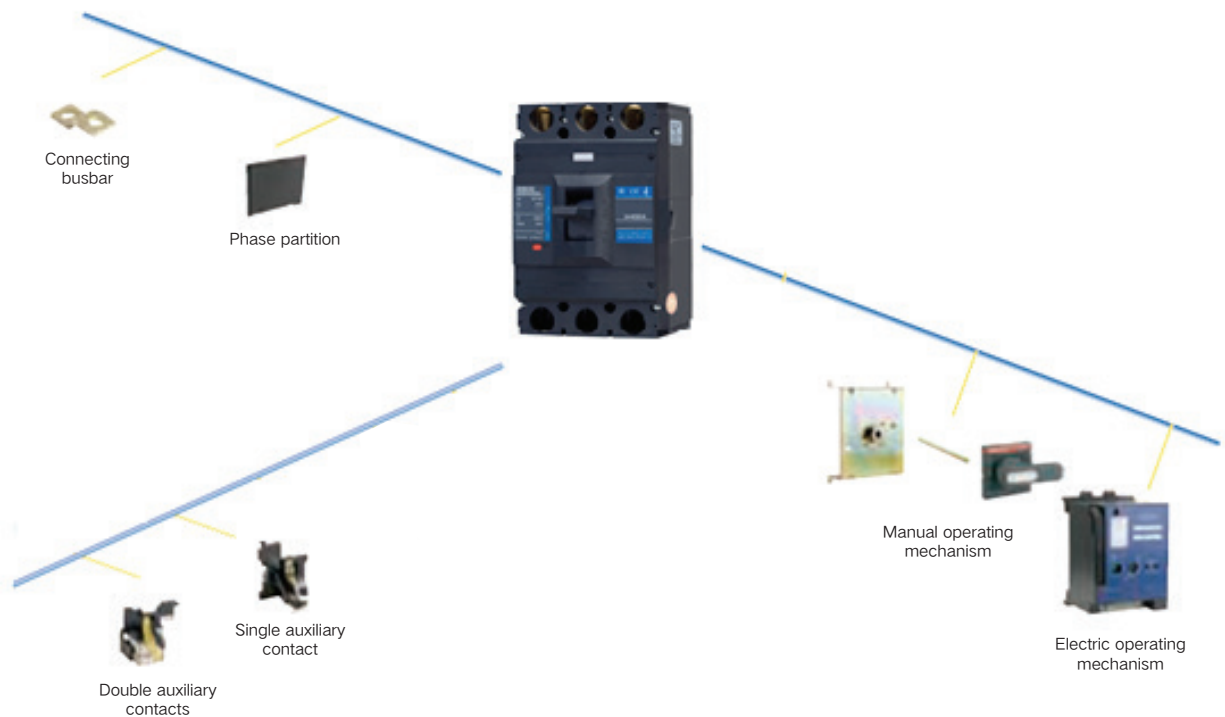 Connecting
busbar
Phase partition
Manual operating
mechanism
Single auxiliary
contact
Electric operating
mechanism
Double auxiliary
contacts